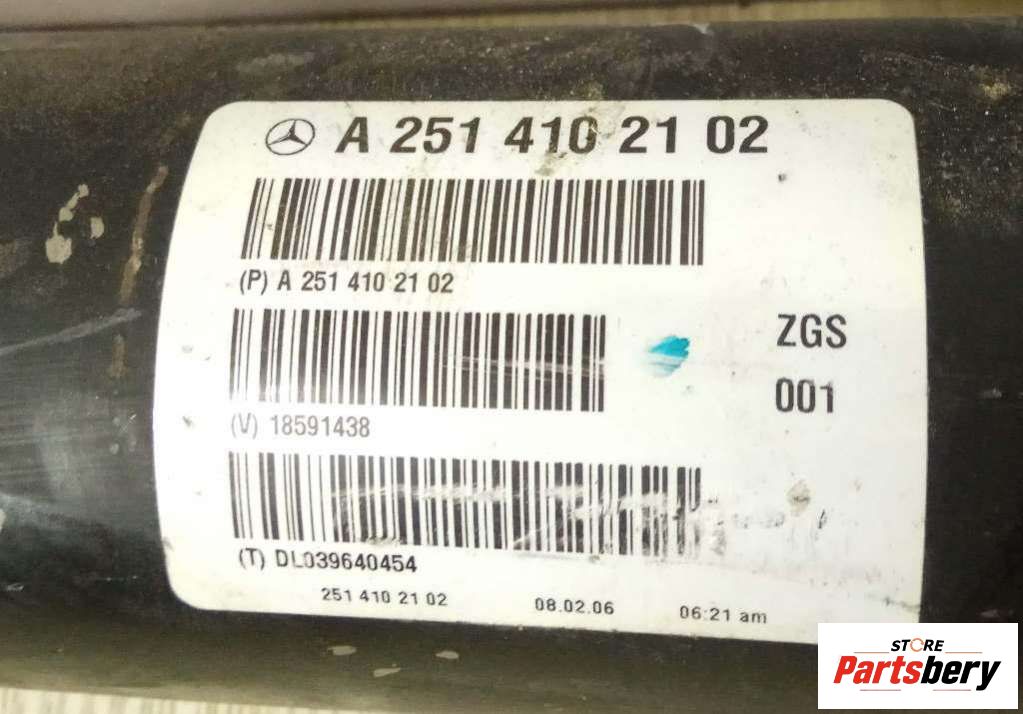 A 251 410 21 02
(P) A 251 410 21 02
ZGS
001
(V) 18591438
(T) DL039640454
251 410 21 02 08.02.06 06:21 am
STORE
Partsbery